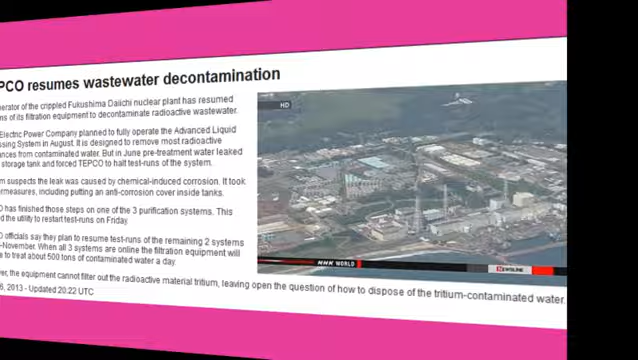 PCO resumes wastewater decontamination
erator of the crippled Fukushima Daiichi nuclear plant has resumed
ns of its filtration equipment to decontaminate radioactive wastewater.
Electric Power Company planned to fully operate the Advanced Liquid
ssing System in August. It is designed to remove most radioactive
ances from contaminated water. But in June pre-treatment water leaked
storage tank and forced TEPCO to halt test-runs of the system.
m suspects the leak was caused by chemical-induced corrosion. It took
ermeasures, including putting an anti-corrosion cover inside tanks.
O has finished those steps on one of the 3 purification systems. This
d the utility to restart test-runs on Friday.
O officials say they plan to resume test-runs of the remaining 2 systems
-November. When all 3 systems are online the filtration equipment will
e to treat about 500 tons of contaminated water a day.
er, the equipment cannot filter out the radioactive material tritium, leaving open the question of how to dispose of the tritium-contaminated water.
6, 2013 - Updated 20:22 UTC
HD
NHK WORLD
NEWSLINE